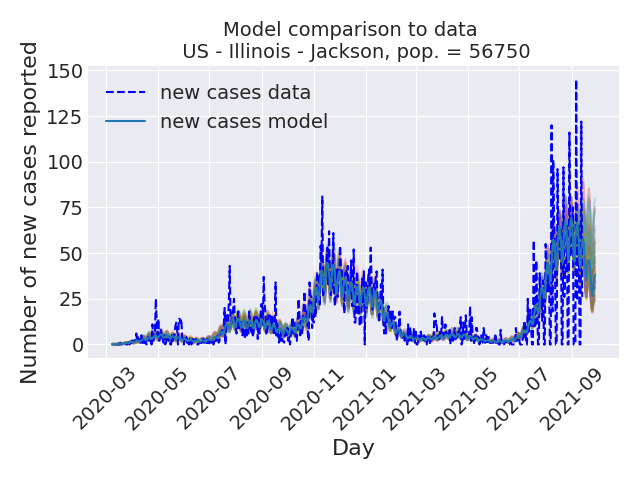 Model comparison to data
US - Illinois - Jackson, pop. = 56750
Number of new cases reported
150
125
100
75
50
25
0
new cases data
new cases model
2020-03
2020-05
2020-07
2020-09
2020-11
2021-01
2021-03
2021-05
2021-07
2021-09
Day